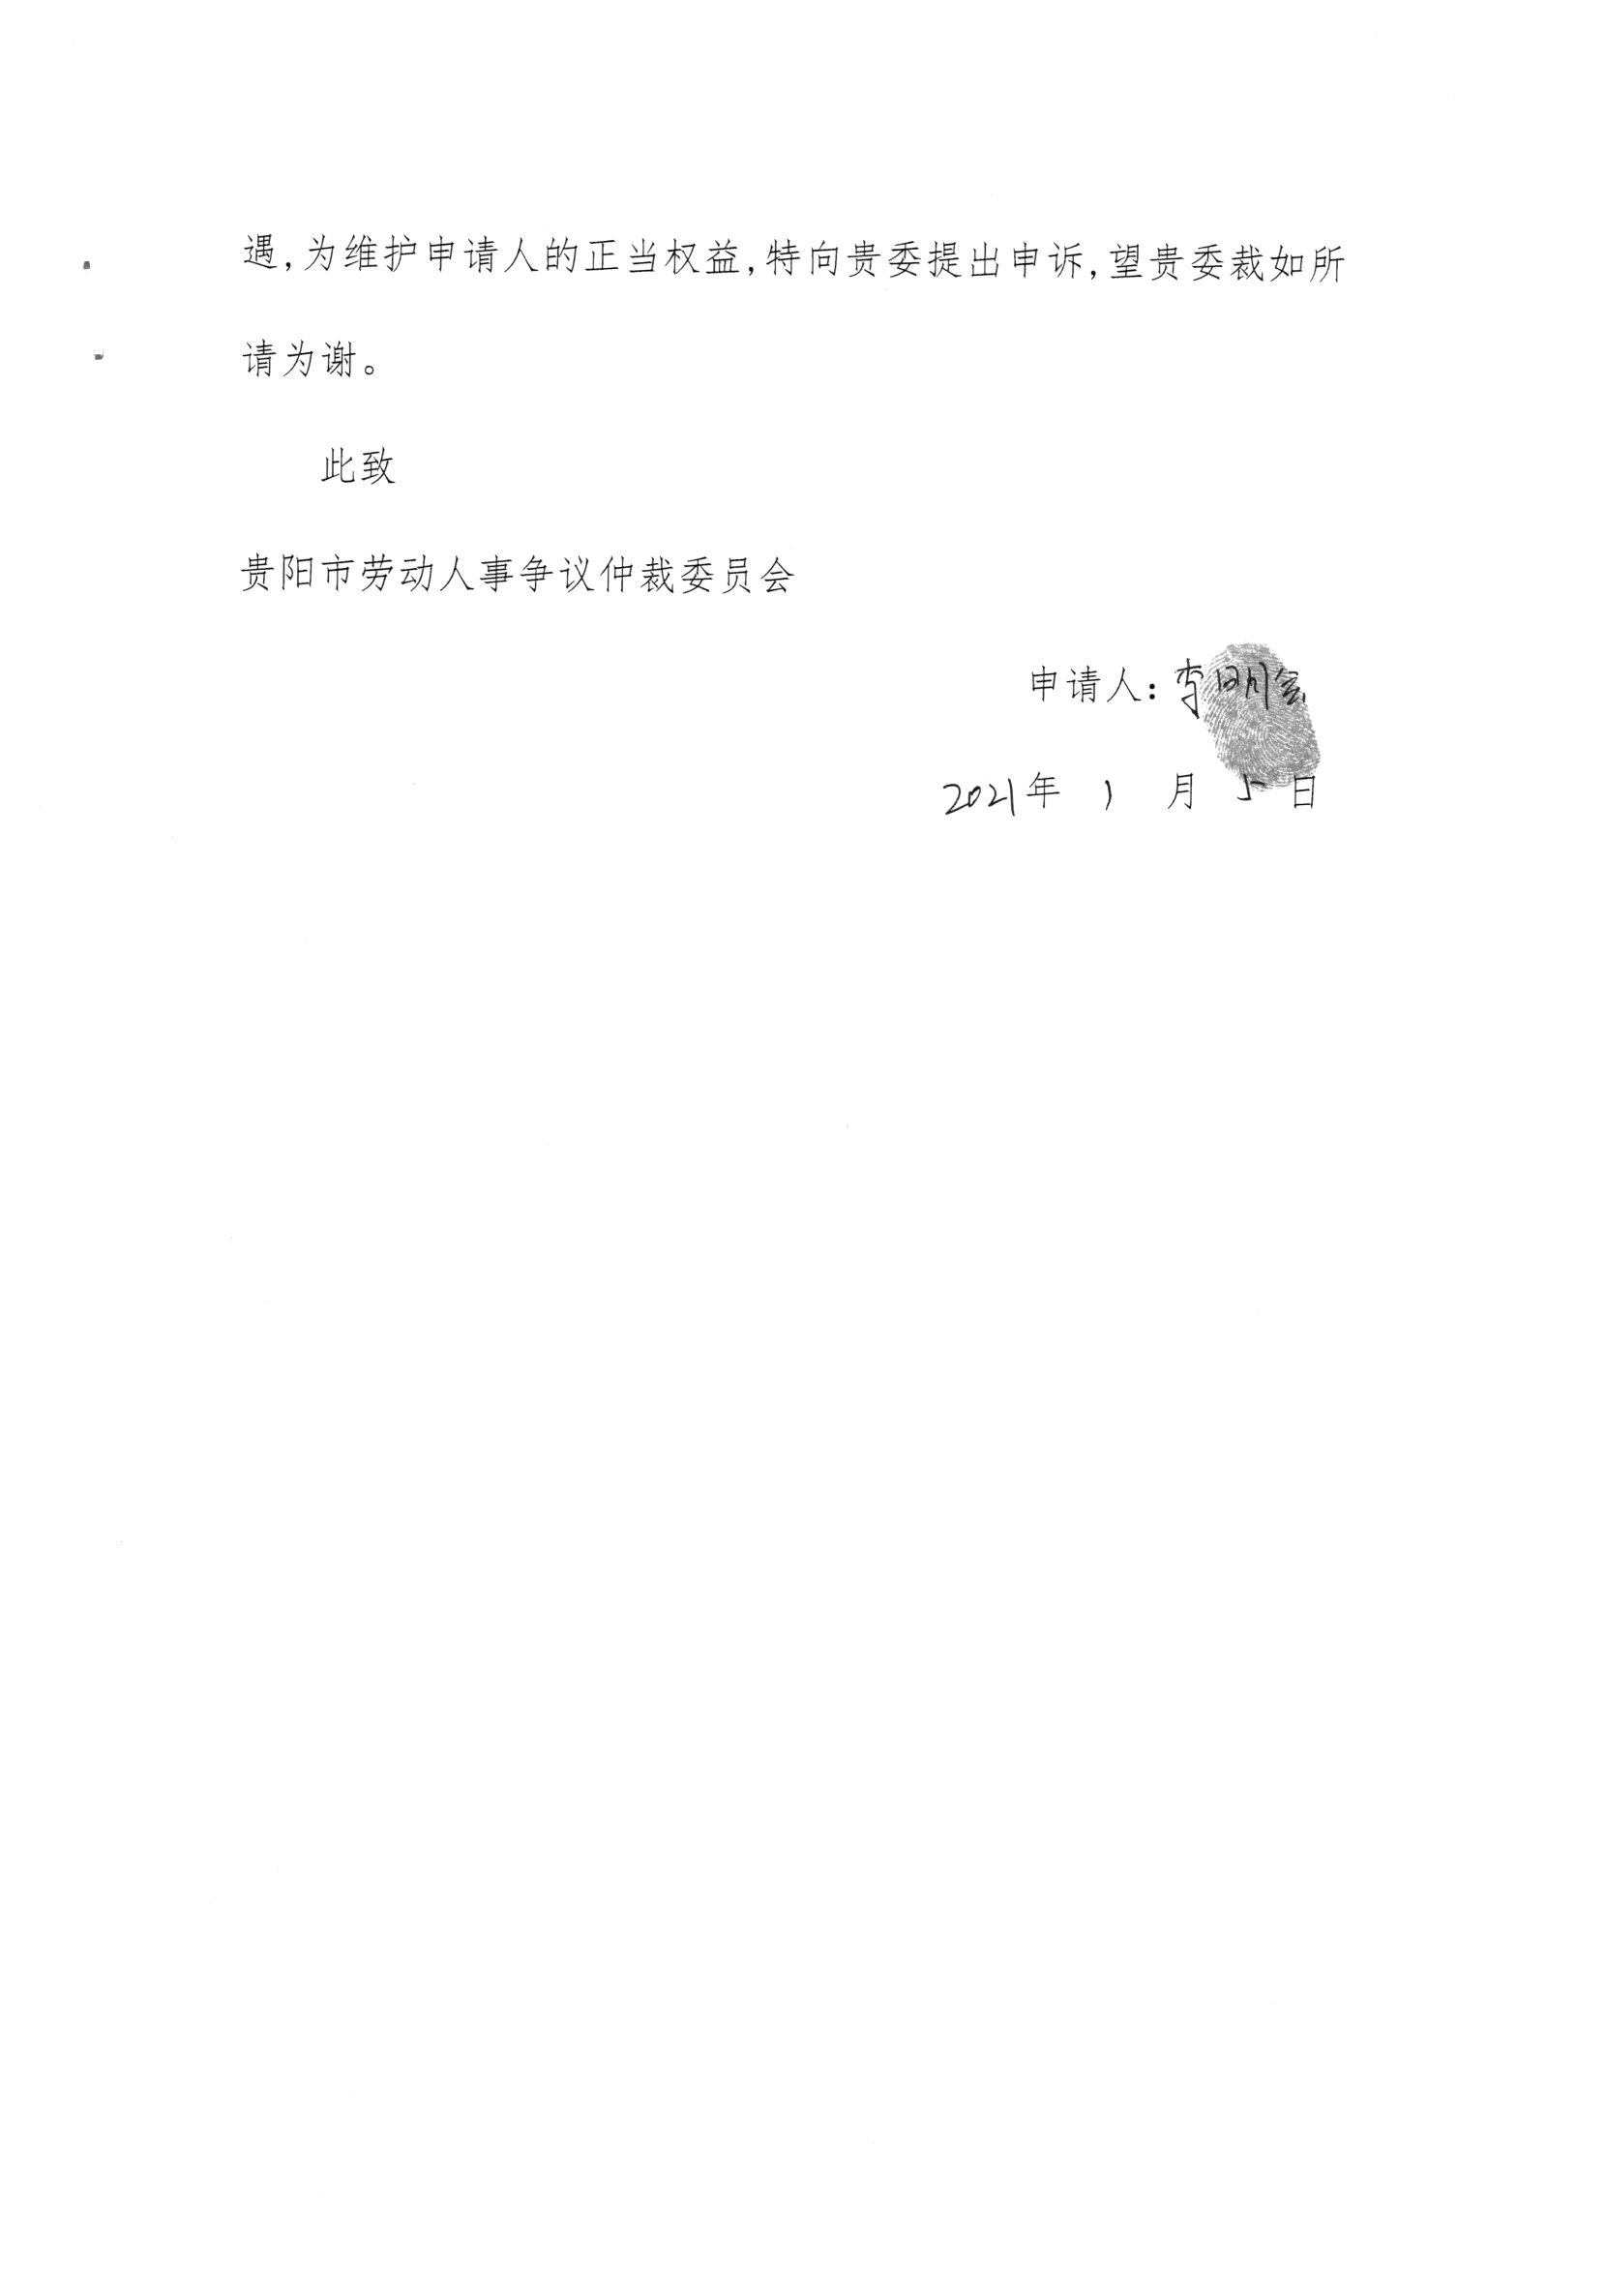 遇,为维护申请人的正当权益,特向贵委提出申诉,望贵委裁如所
请为谢。
此致
贵阳市劳动人事争议仲裁委员会
申请人:李明会
2021年 1 月 5 日